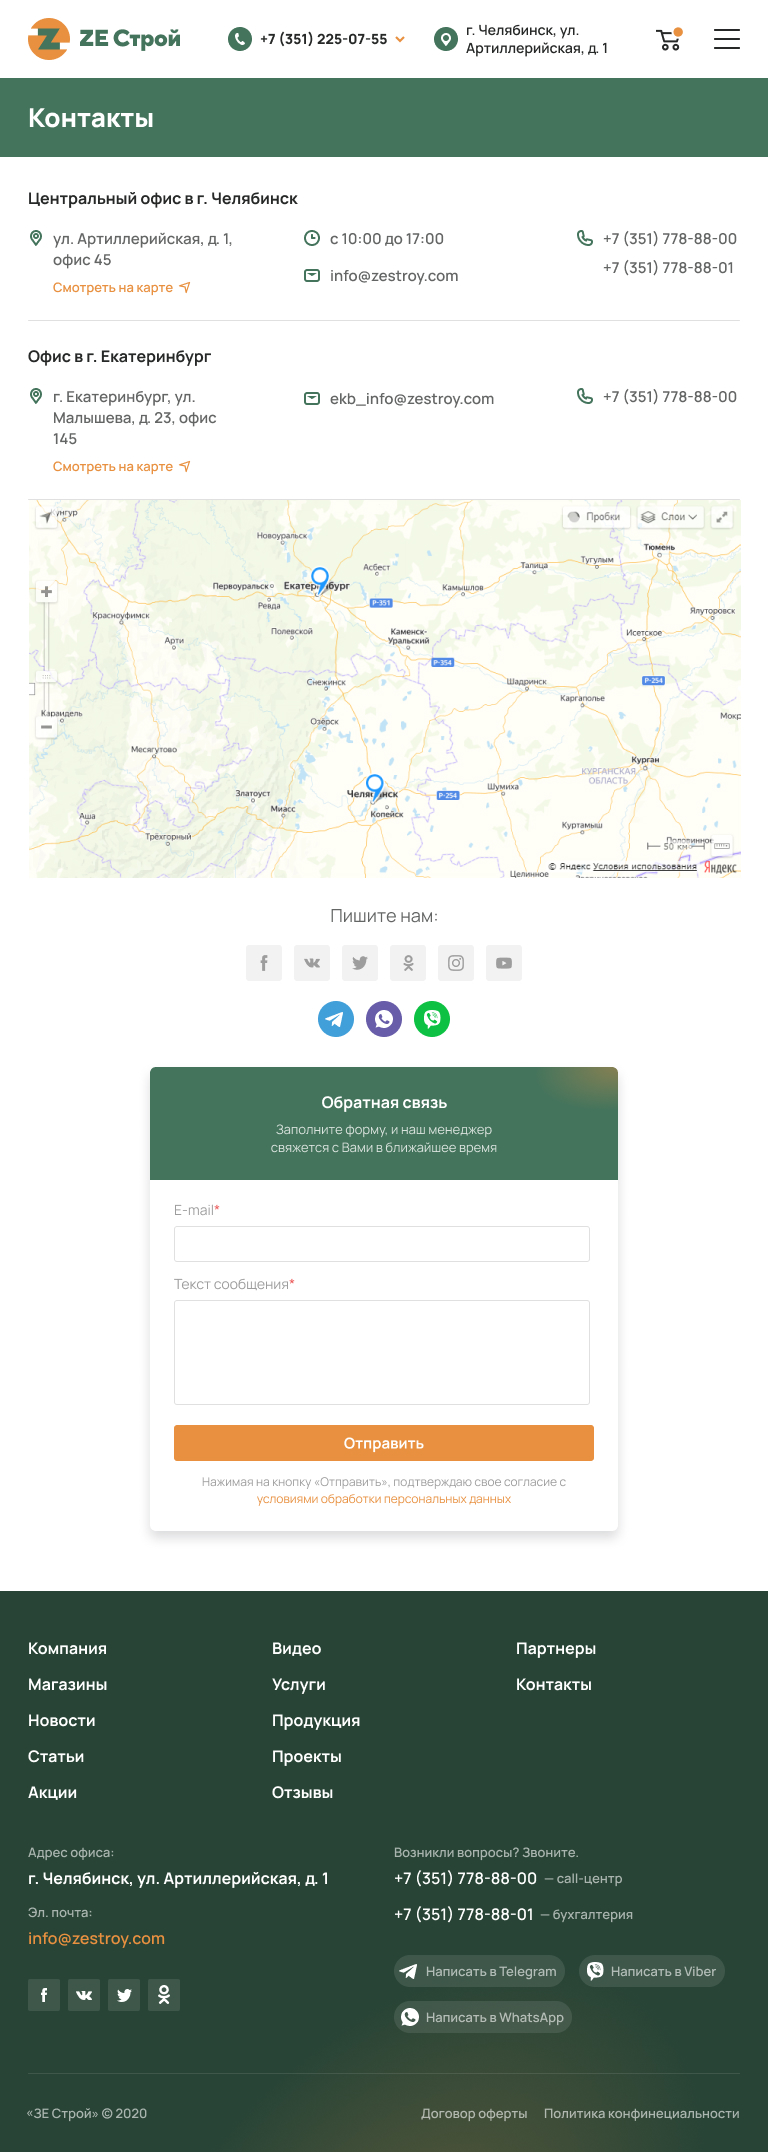 ZE Строй
+7 (351) 225-07-55
г. Челябинск, ул.
Артиллерийская, д. 1
Контакты
Центральный офис в г. Челябинск
ул. Артиллерийская, д. 1,
офис 45
Смотреть на карте
с 10:00 до 17:00
info@zestroy.com
+7 (351) 778-88-00
+7 (351) 778-88-01
Офис в г. Екатеринбург
г. Екатеринбург, ул.
Малышева, д. 23, офис
145
Смотреть на карте
ekb_info@zestroy.com
+7 (351) 778-88-00
Пробки
Слои
Новоуральск
Тюмень
Асбест
Талица
Тугулым
Первоуральск
Ревда
Камышлов
Р-351
Красноуфимск
Ялуторовск
Арти
Полевской
Каменск-
Уральский
Исетское
Р-354
Снежинск
Шадринск
Р-254
Каргаполье
Караидель
Озёрск
Месягутово
Курган
КУРГАНСКАЯ
ОБЛАСТЬ
Златоуст
Миасс
Копейск
Р-254
Шумиха
Аша
Трёхгорный
Куртамыш
50 км
Целинное
© Яндекс Условия использования
Яндекс
Пишите нам:
Обратная связь
Заполните форму, и наш менеджер
свяжется с Вами в ближайшее время
E-mail*
Текст сообщения*
Отправить
Нажимая на кнопку «Отправить», подтверждаю свое согласие с
условиями обработки персональных данных
Компания
Магазины
Новости
Статьи
Акции
Видео
Услуги
Продукция
Проекты
Отзывы
Партнеры
Контакты
Адрес офиса:
г. Челябинск, ул. Артиллерийская, д. 1
Эл. почта:
info@zestroy.com
Возникли вопросы? Звоните.
+7 (351) 778-88-00 — call-центр
+7 (351) 778-88-01 — бухгалтерия
Написать в Telegram
Написать в Viber
Написать в WhatsApp
«ЗЕ Строй» © 2020
Договор оферты
Политика конфинециальности